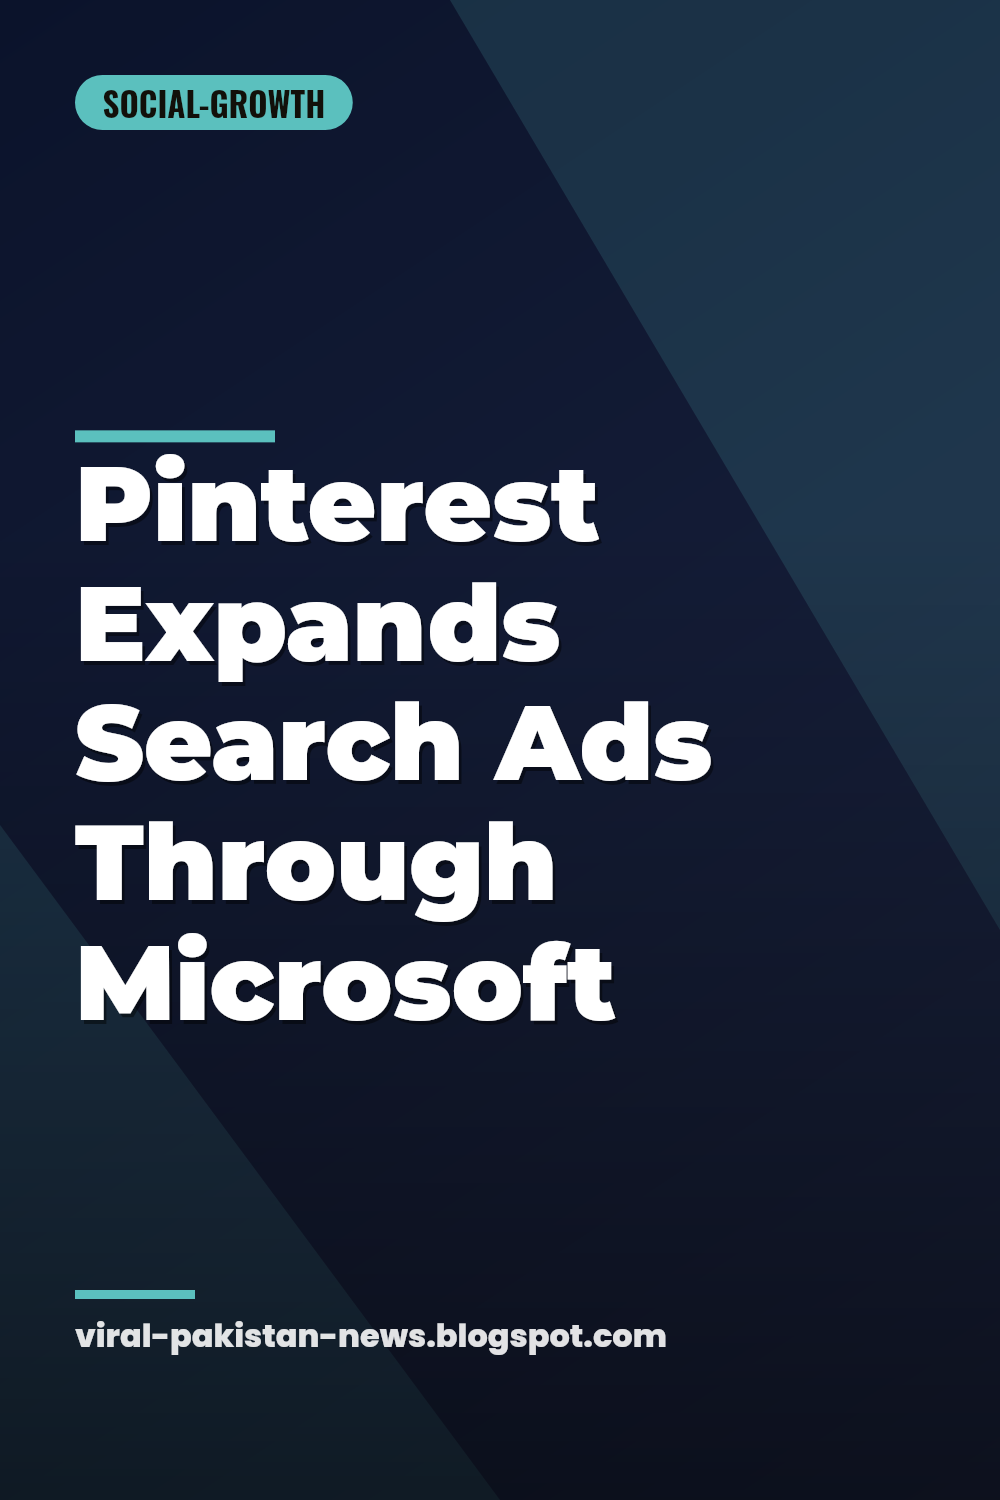 SOCIAL-GROWTH
Pinterest
Expands
Search Ads
Through
Microsoft
viral-pakistan-news.blogspot.com